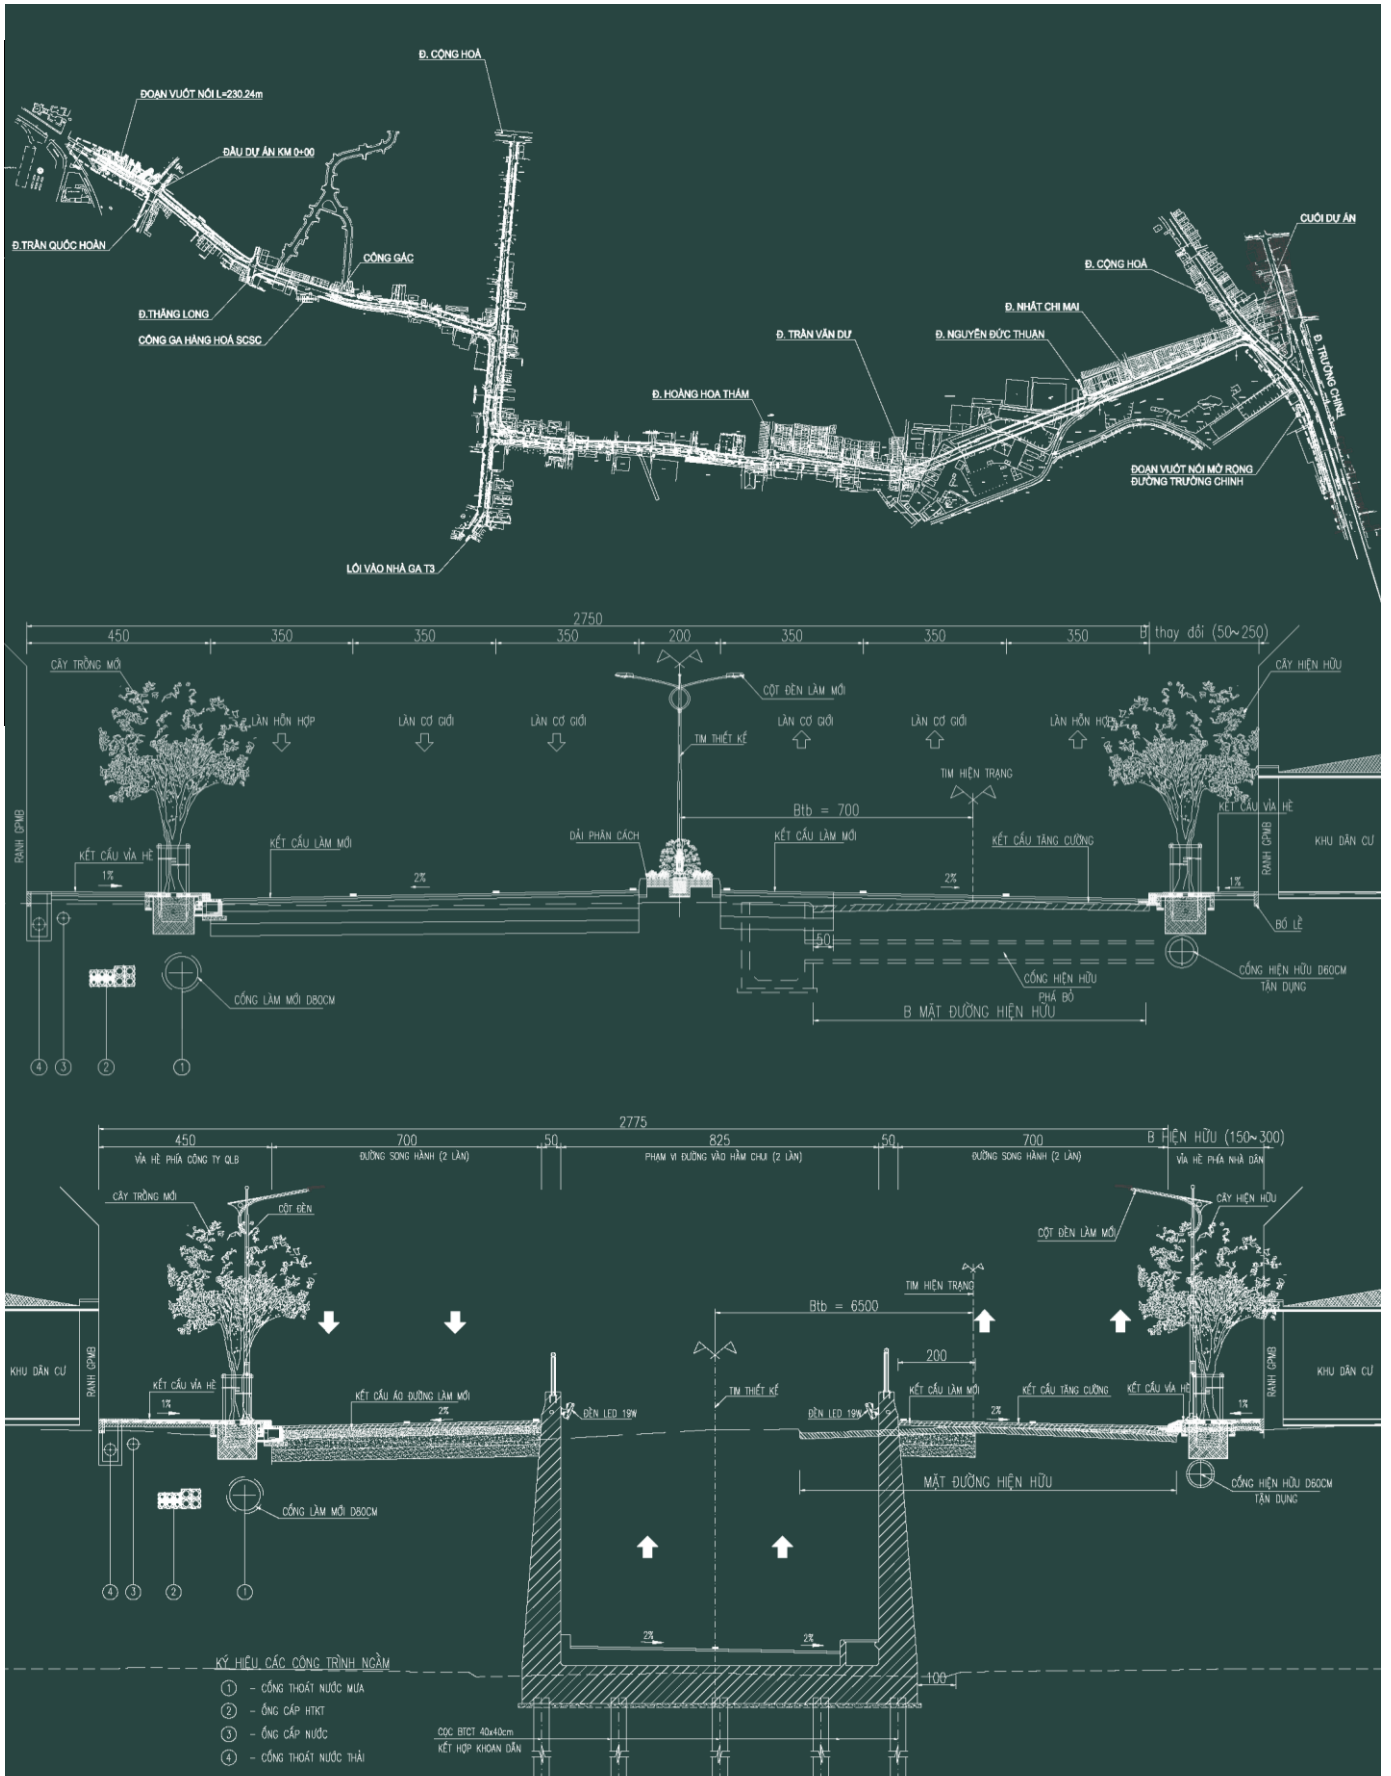 Đ. CỘNG HOÀ
ĐOẠN VUỐT NỐI L=230.24m
ĐẦU DỰ ÁN KM 0+00
Đ.TRẦN QUỐC HOÀN
CỔNG GÁC
Đ.THĂNG LONG
CỔNG GA HÀNG HOÁ SCSC
CUỐI DỰ ÁN
Đ. CỘNG HOÀ
Đ. NHẤT CHI MAI
Đ. TRẦN VĂN DƯ
Đ. NGUYỄN ĐỨC THUẬN
Đ. TRƯỜNG CHINH
Đ. HOÀNG HOA THÁM
ĐOẠN VUỐT NỐI MỞ RỘNG
ĐƯỜNG TRƯỜNG CHINH
LỐI VÀO NHÀ GA T3
2750
450 350 350 350 200 350 350 350 B thay đổi (50~250)
CÂY TRỒNG MỚI
CÂY HIỆN HỮU
CỘT ĐÈN LÀM MỚI
LÀN HỖN HỢP LÀN CƠ GIỚI LÀN CƠ GIỚI LÀN CƠ GIỚI LÀN CƠ GIỚI LÀN HỖN HỢP
TIM THIẾT KẾ
TIM HIỆN TRẠNG
Btb = 700
KẾT CẤU VỈA HÈ
RANH GPMB
DẢI PHÂN CÁCH
KẾT CẤU LÀM MỚI
KẾT CẤU LÀM MỚI
KẾT CẤU TĂNG CƯỜNG
RANH GPMB
KHU DÂN CƯ
KẾT CẤU VỈA HÈ
1% 2% 2% 1%
BÓ LỀ
50
CỐNG HIỆN HỮU
PHÁ BỎ
CỐNG HIỆN HỮU D60CM
TẬN DỤNG
CỐNG LÀM MỚI D80CM
B MẶT ĐƯỜNG HIỆN HỮU
4 3 2 1
2775
450 700 50 825 50 700 B HIỆN HỮU (150~300)
VỈA HÈ PHÍA CÔNG TY QLB ĐƯỜNG SONG HÀNH (2 LÀN) PHẠM VI ĐƯỜNG VÀO HẦM CHUI (2 LÀN) ĐƯỜNG SONG HÀNH (2 LÀN) VỈA HÈ PHÍA NHÀ DÂN
CÂY TRỒNG MỚI
CỘT ĐÈN
CÂY HIỆN HỮU
CỘT ĐÈN LÀM MỚI
TIM HIỆN TRẠNG
Btb = 6500
200
KHU DÂN CƯ
RANH GPMB
KẾT CẤU VỈA HÈ
KẾT CẤU ÁO ĐƯỜNG LÀM MỚI
TIM THIẾT KẾ
KẾT CẤU LÀM MỚI
KẾT CẤU TĂNG CƯỜNG
KẾT CẤU VỈA HÈ
RANH GPMB
KHU DÂN CƯ
1% 2% ĐÈN LED 19W ĐÈN LED 19W 2% 1%
MẶT ĐƯỜNG HIỆN HỮU
CỐNG HIỆN HỮU D60CM
TẬN DỤNG
CỐNG LÀM MỚI D80CM
4 3 2 1
2% 2%
100
KÝ HIỆU CÁC CÔNG TRÌNH NGẦM
1 - CỐNG THOÁT NƯỚC MƯA
2 - ỐNG CÁP HTKT
3 - ỐNG CẤP NƯỚC
4 - CỐNG THOÁT NƯỚC THẢI
CỌC BTCT 40x40cm
KẾT HỢP KHOAN DẪN